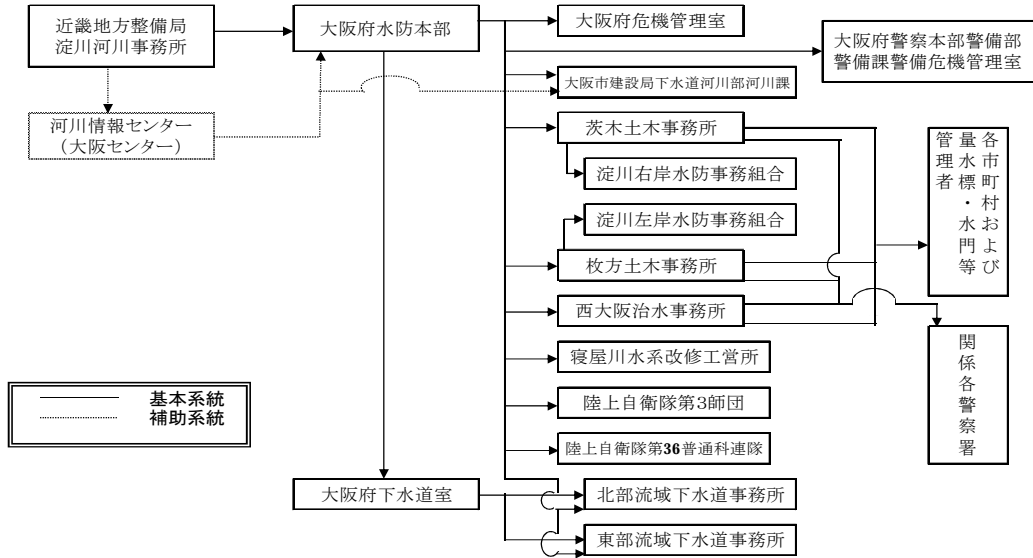 近畿地方整備局
淀川河川事務所
大阪府水防本部
大阪府危機管理室
大阪府警察本部警備部
警備課警備危機管理室
大阪市建設局下水道河川部河川課
河川情報センター
（大阪センター）
茨木土木事務所
淀川右岸水防事務組合
淀川左岸水防事務組合
枚方土木事務所
西大阪治水事務所
各市町村および
量水標・水門等
管理者
寝屋川水系改修工営所
関係各警察署
陸上自衛隊第3師団
陸上自衛隊第36普通科連隊
基本系統
補助系統
大阪府下水道室
北部流域下水道事務所
東部流域下水道事務所